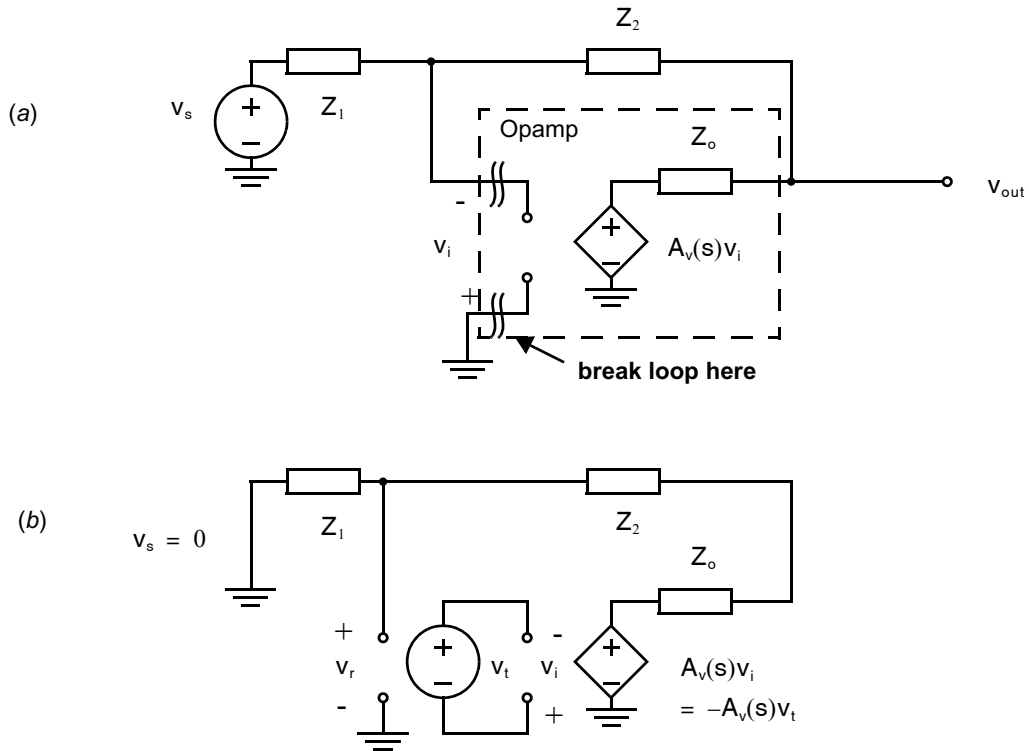 (a)
Z₂
vₛ
+
−
Z₁
Opamp
Zₒ
-
vᵢ
+
+
−
Aᵥ(s)vᵢ
vₒᵤₜ
break loop here
(b)
vₛ = 0
Z₁
Z₂
Zₒ
+
vᵣ
-
+
−
vₜ
-
vᵢ
+
+
−
Aᵥ(s)vᵢ
= −Aᵥ(s)vₜ